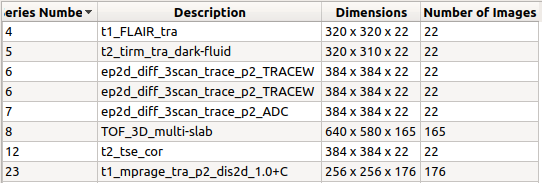 eries Numbe Description Dimensions Number of Images
4 t1_FLAIR_tra 320 x 320 x 22 22
5 t2_tirm_tra_dark-fluid 320 x 310 x 22 22
6 ep2d_diff_3scan_trace_p2_TRACEW 384 x 384 x 22 22
6 ep2d_diff_3scan_trace_p2_TRACEW 384 x 384 x 22 22
7 ep2d_diff_3scan_trace_p2_ADC 384 x 384 x 22 22
8 TOF_3D_multi-slab 640 x 580 x 165 165
12 t2_tse_cor 384 x 384 x 22 22
23 t1_mprage_tra_p2_dis2d_1.0+C 256 x 256 x 176 176